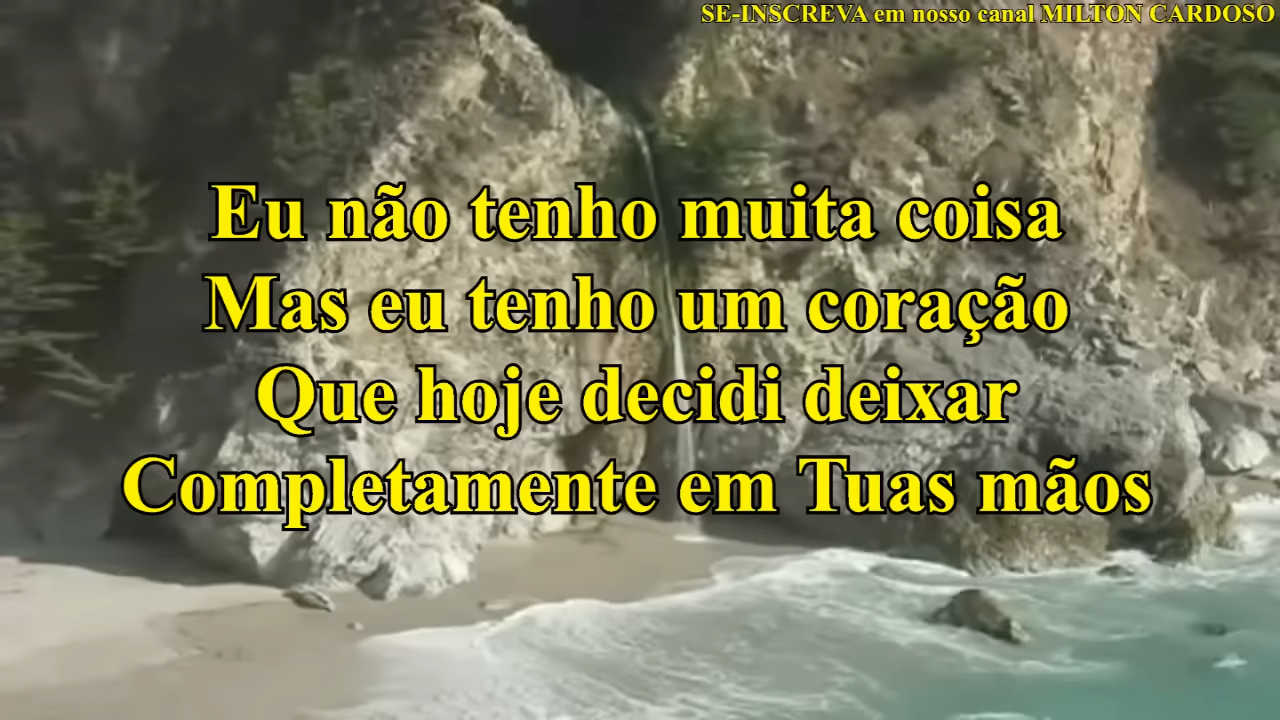 SE-INSCREVA em nosso canal MILTON CARDOSO
Eu não tenho muita coisa
Mas eu tenho um coração
Que hoje decidi deixar
Completamente em Tuas mãos